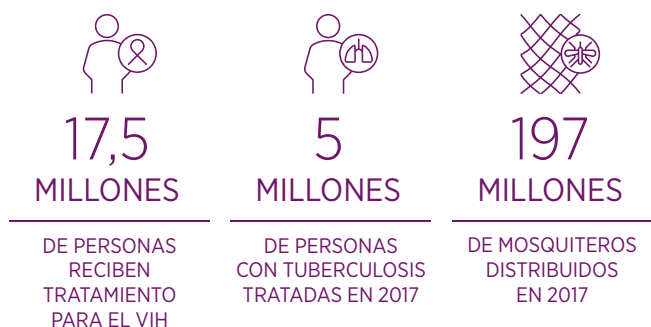 17,5
MILLONES
DE PERSONAS
RECIBEN
TRATAMIENTO
PARA EL VIH
5
MILLONES
DE PERSONAS
CON TUBERCULOSIS
TRATADAS EN 2017
197
MILLONES
DE MOSQUITEROS
DISTRIBUIDOS
EN 2017